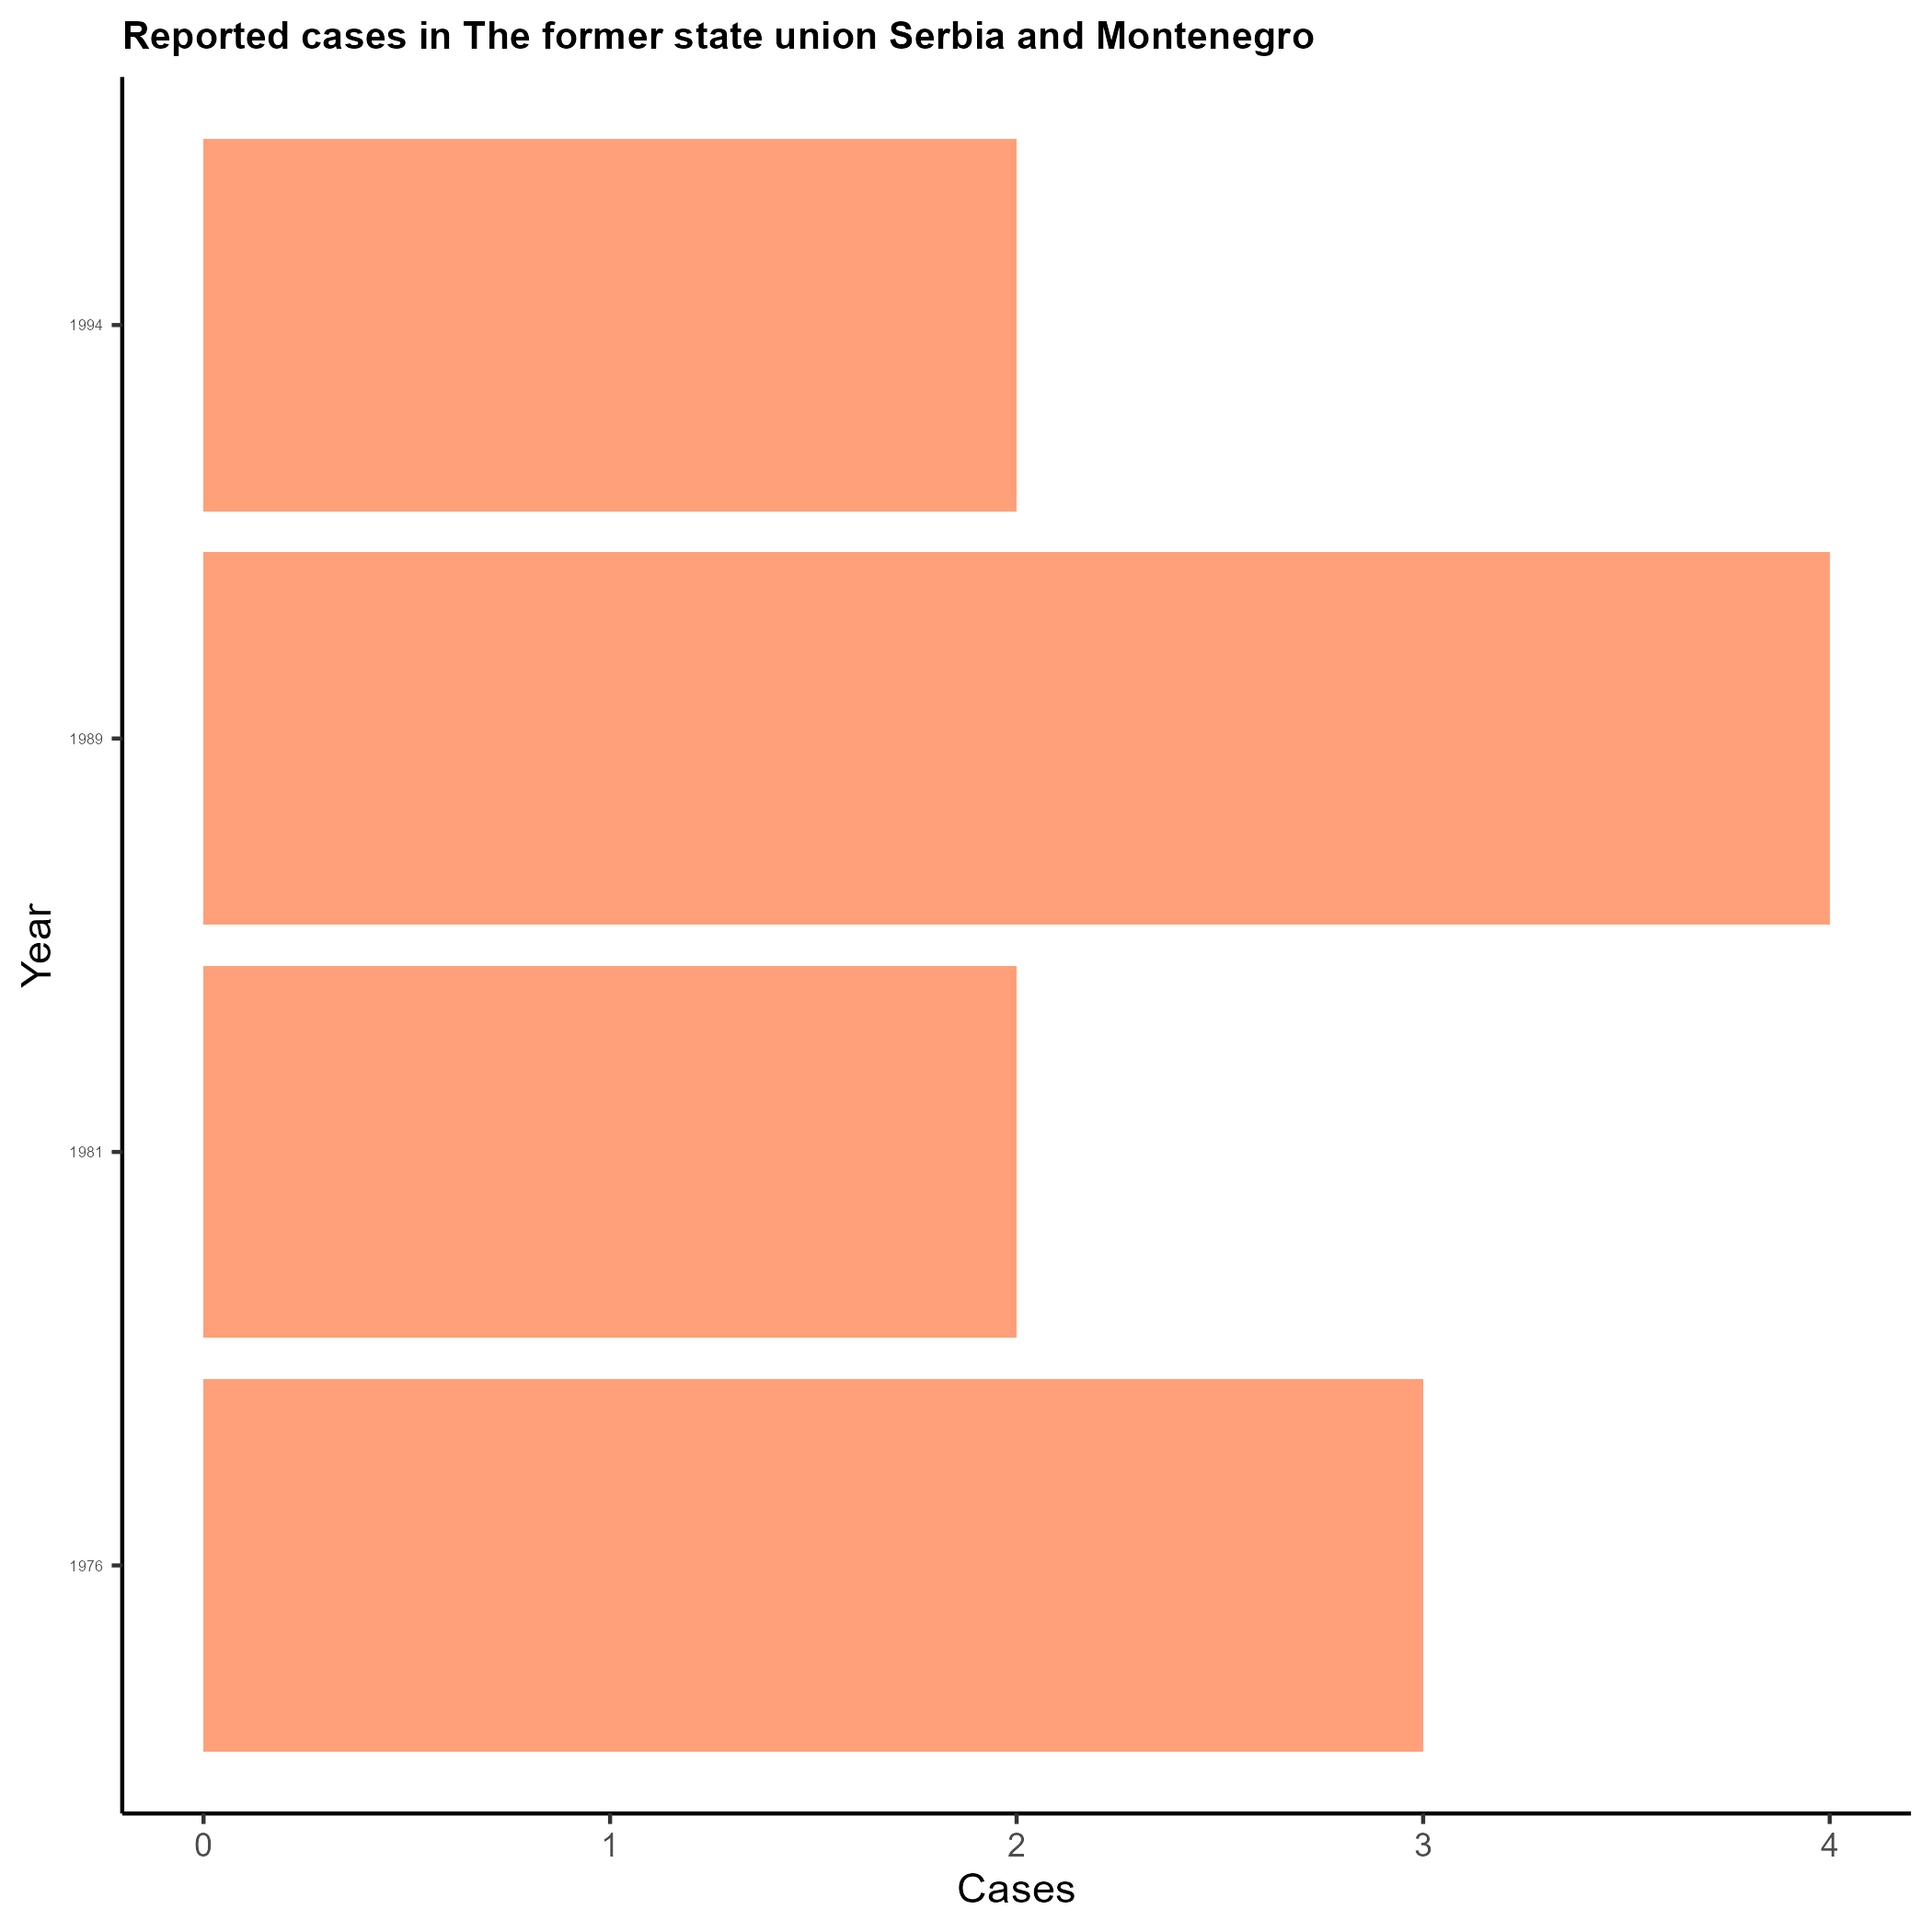 Reported cases in The former state union Serbia and Montenegro
1994
1989
1981
1976
Year
0 1 2 3 4
Cases